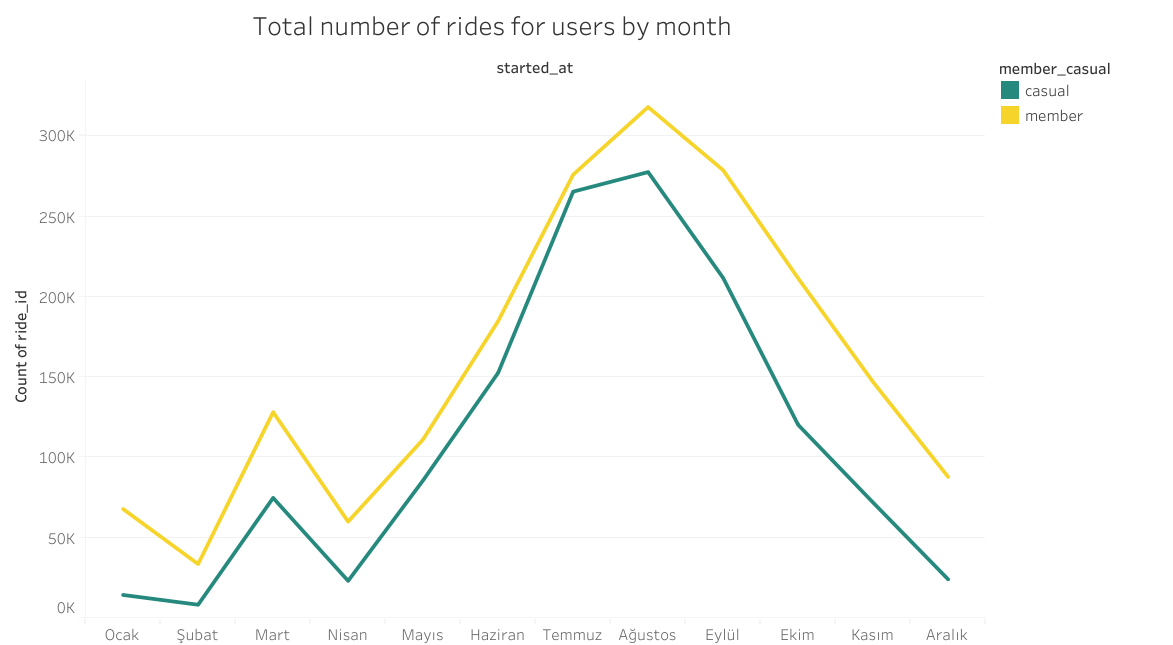 Total number of rides for users by month
started_at
member_casual
casual
member
Count of ride_id
300K
250K
200K
150K
100K
50K
0K
Ocak Şubat Mart Nisan Mayıs Haziran Temmuz Ağustos Eylül Ekim Kasım Aralık